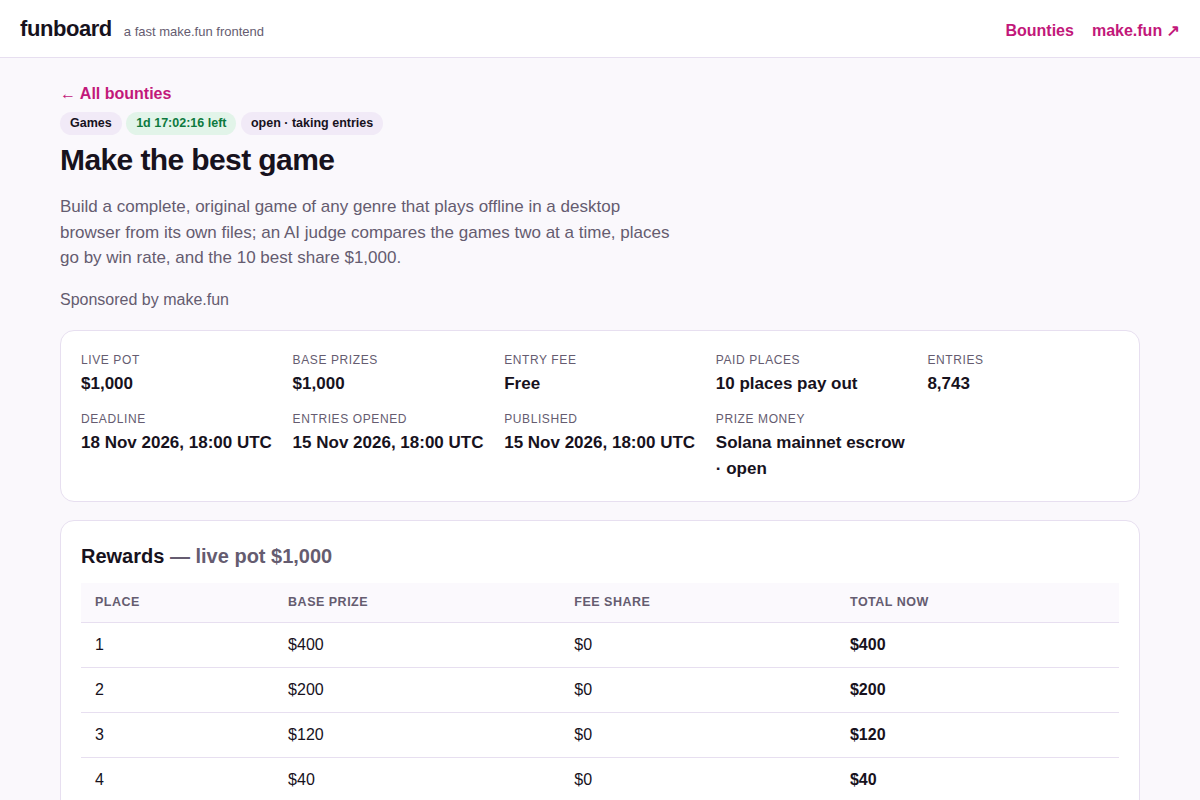 funboard a fast make.fun frontend Bounties make.fun ↗
← All bounties
Games 1d 17:02:16 left open · taking entries
Make the best game
Build a complete, original game of any genre that plays offline in a desktop
browser from its own files; an AI judge compares the games two at a time, places
go by win rate, and the 10 best share $1,000.
Sponsored by make.fun
LIVE POT BASE PRIZES ENTRY FEE PAID PLACES ENTRIES
$1,000 $1,000 Free 10 places pay out 8,743
DEADLINE ENTRIES OPENED PUBLISHED PRIZE MONEY
18 Nov 2026, 18:00 UTC 15 Nov 2026, 18:00 UTC 15 Nov 2026, 18:00 UTC Solana mainnet escrow
· open
Rewards — live pot $1,000
PLACE BASE PRIZE FEE SHARE TOTAL NOW
1 $400 $0 $400
2 $200 $0 $200
3 $120 $0 $120
4 $40 $0 $40